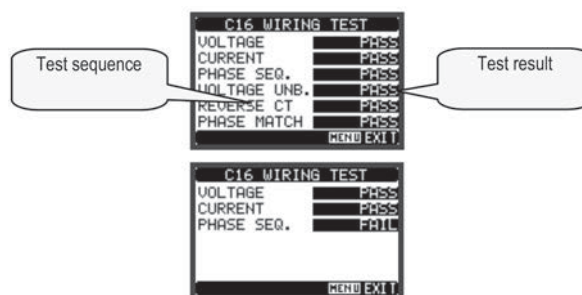 C16 WIRING TEST
VOLTAGE PASS
CURRENT PASS
PHASE SEQ. PASS
VOLTAGE UNB. PASS
REVERSE CT PASS
PHASE MATCH PASS
MENU EXIT
Test sequence
Test result
C16 WIRING TEST
VOLTAGE PASS
CURRENT PASS
PHASE SEQ. FAIL
MENU EXIT